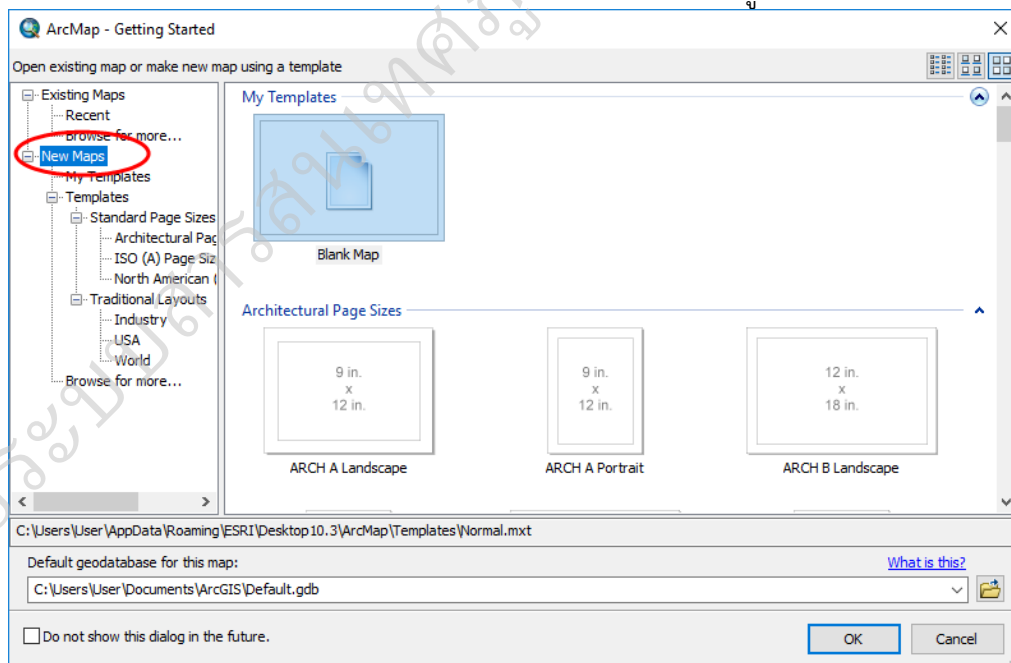 ArcMap - Getting Started
Open existing map or make new map using a template
Existing Maps
Recent
Browse for more...
New Maps
My Templates
Templates
Standard Page Sizes
Architectural Pag
ISO (A) Page Siz
North American (
Traditional Layouts
Industry
USA
World
Browse for more...
My Templates
Blank Map
Architectural Page Sizes
9 in.
x
12 in.
ARCH A Landscape
9 in.
x
12 in.
ARCH A Portrait
12 in.
x
18 in.
ARCH B Landscape
C:\Users\User\AppData\Roaming\ESRI\Desktop10.3\ArcMap\Templates\Normal.mxt
Default geodatabase for this map:
What is this?
C:\Users\User\Documents\ArcGIS\Default.gdb
Do not show this dialog in the future.
OK
Cancel